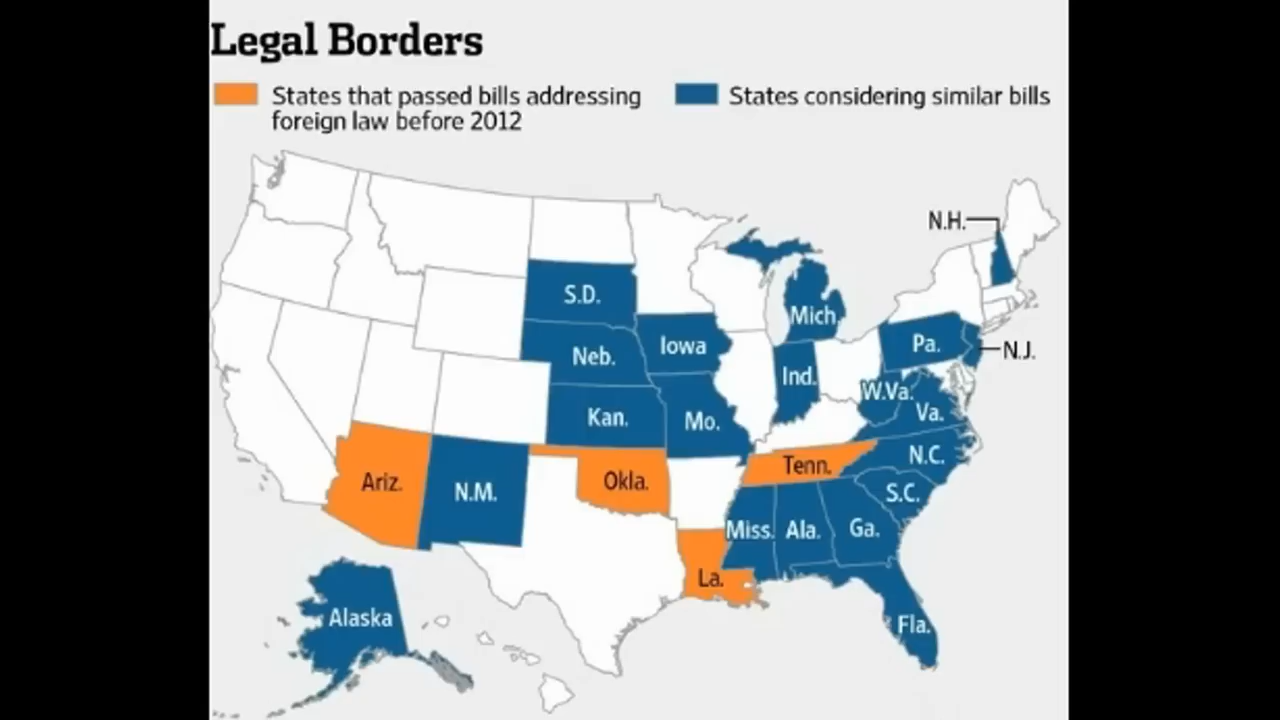 Legal Borders
States that passed bills addressing
foreign law before 2012
States considering similar bills
N.H.
S.D.
Mich.
Iowa
Pa.
N.J.
Neb.
Ind.
W.Va.
Va.
Kan.
Mo.
N.C.
Tenn.
Ariz.
Okla.
N.M.
S.C.
Miss.
Ala.
Ga.
La.
Alaska
Fla.